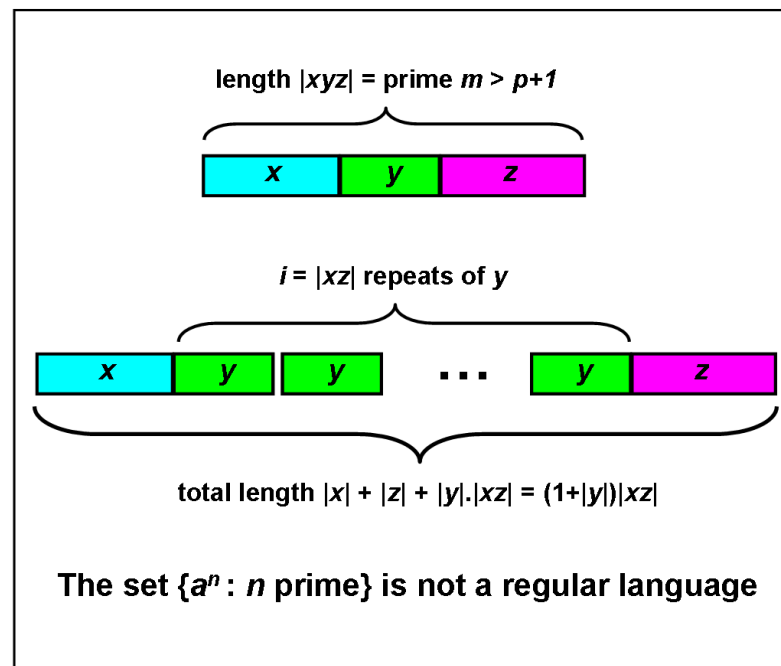 length |xyz| = prime m > p+1
x y z
i = |xz| repeats of y
x y y ... y z
total length |x| + |z| + |y|.|xz| = (1+|y|)|xz|
The set {aⁿ : n prime} is not a regular language